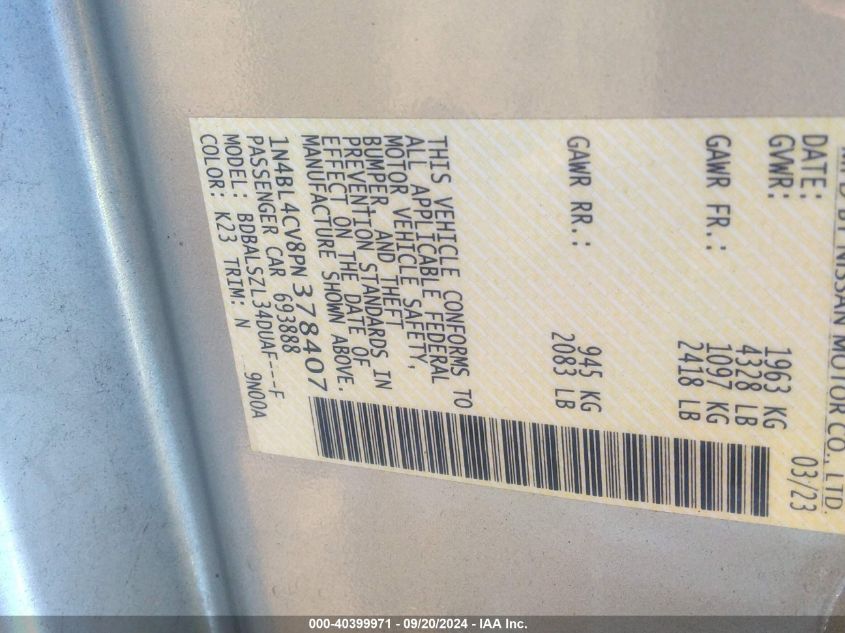 MFD BY NISSAN MOTOR CO., LTD.
DATE: 03/23
GVWR: 1963 KG
4328 LB
GAWR FR.: 1097 KG
2418 LB
GAWR RR.: 945 KG
2083 LB
THIS VEHICLE CONFORMS TO
ALL APPLICABLE FEDERAL
MOTOR VEHICLE SAFETY,
BUMPER, AND THEFT
PREVENTION STANDARDS IN
EFFECT ON THE DATE OF
MANUFACTURE SHOWN ABOVE.
1N4BL4CV8PN378407
PASSENGER CAR 693888
MODEL: BDBALSZL34DUAF---F
COLOR: K23 TRIM: N 9N00A
000-40399971 - 09/20/2024 - IAA Inc.